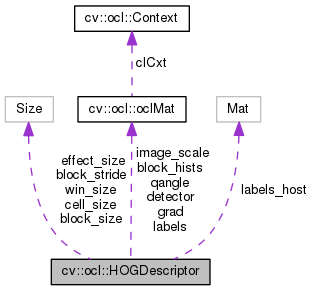 cv::ocl::Context
clCxt
Size
cv::ocl::oclMat
Mat
effect_size
block_stride
win_size
cell_size
block_size
image_scale
block_hists
qangle
detector
grad
labels
labels_host
cv::ocl::HOGDescriptor